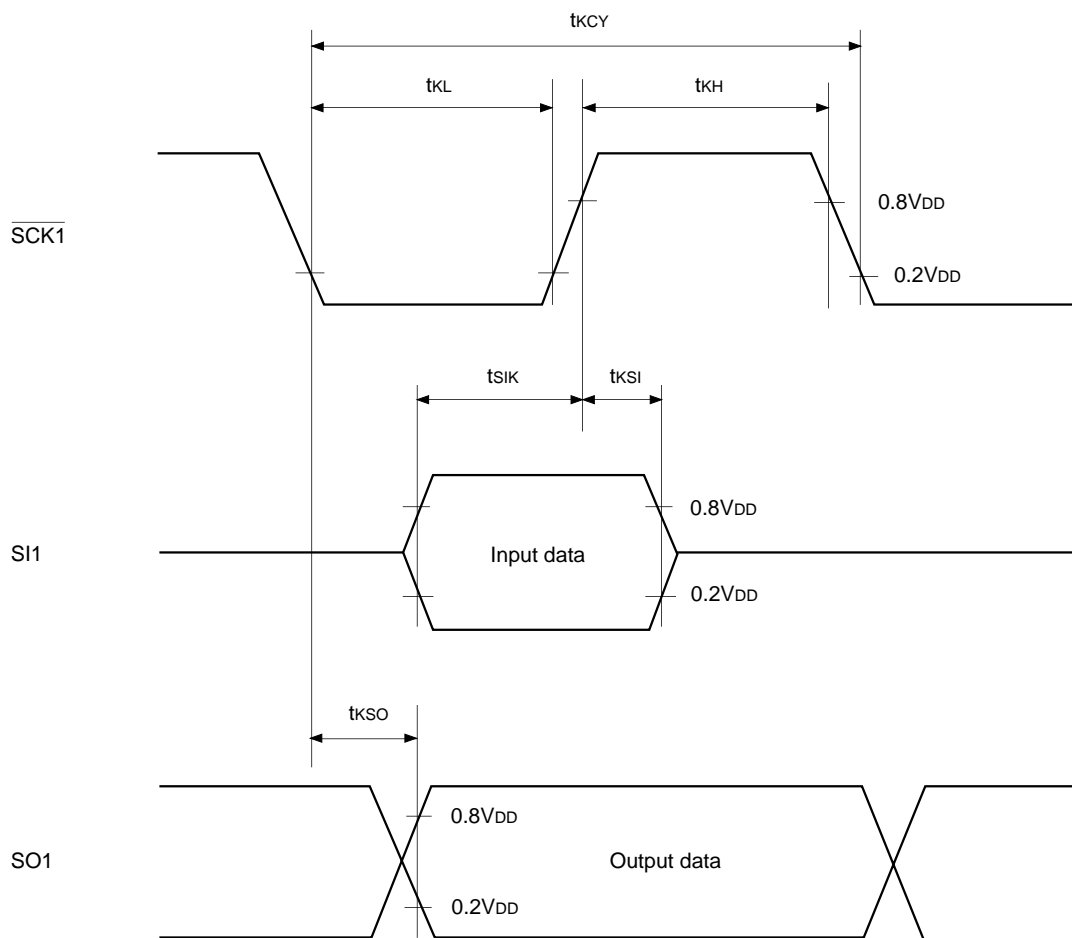 tKCY
tKL
tKH
0.8VDD
SCK1
0.2VDD
tSIK
tKSI
0.8VDD
SI1
Input data
0.2VDD
tKSO
0.8VDD
SO1
Output data
0.2VDD